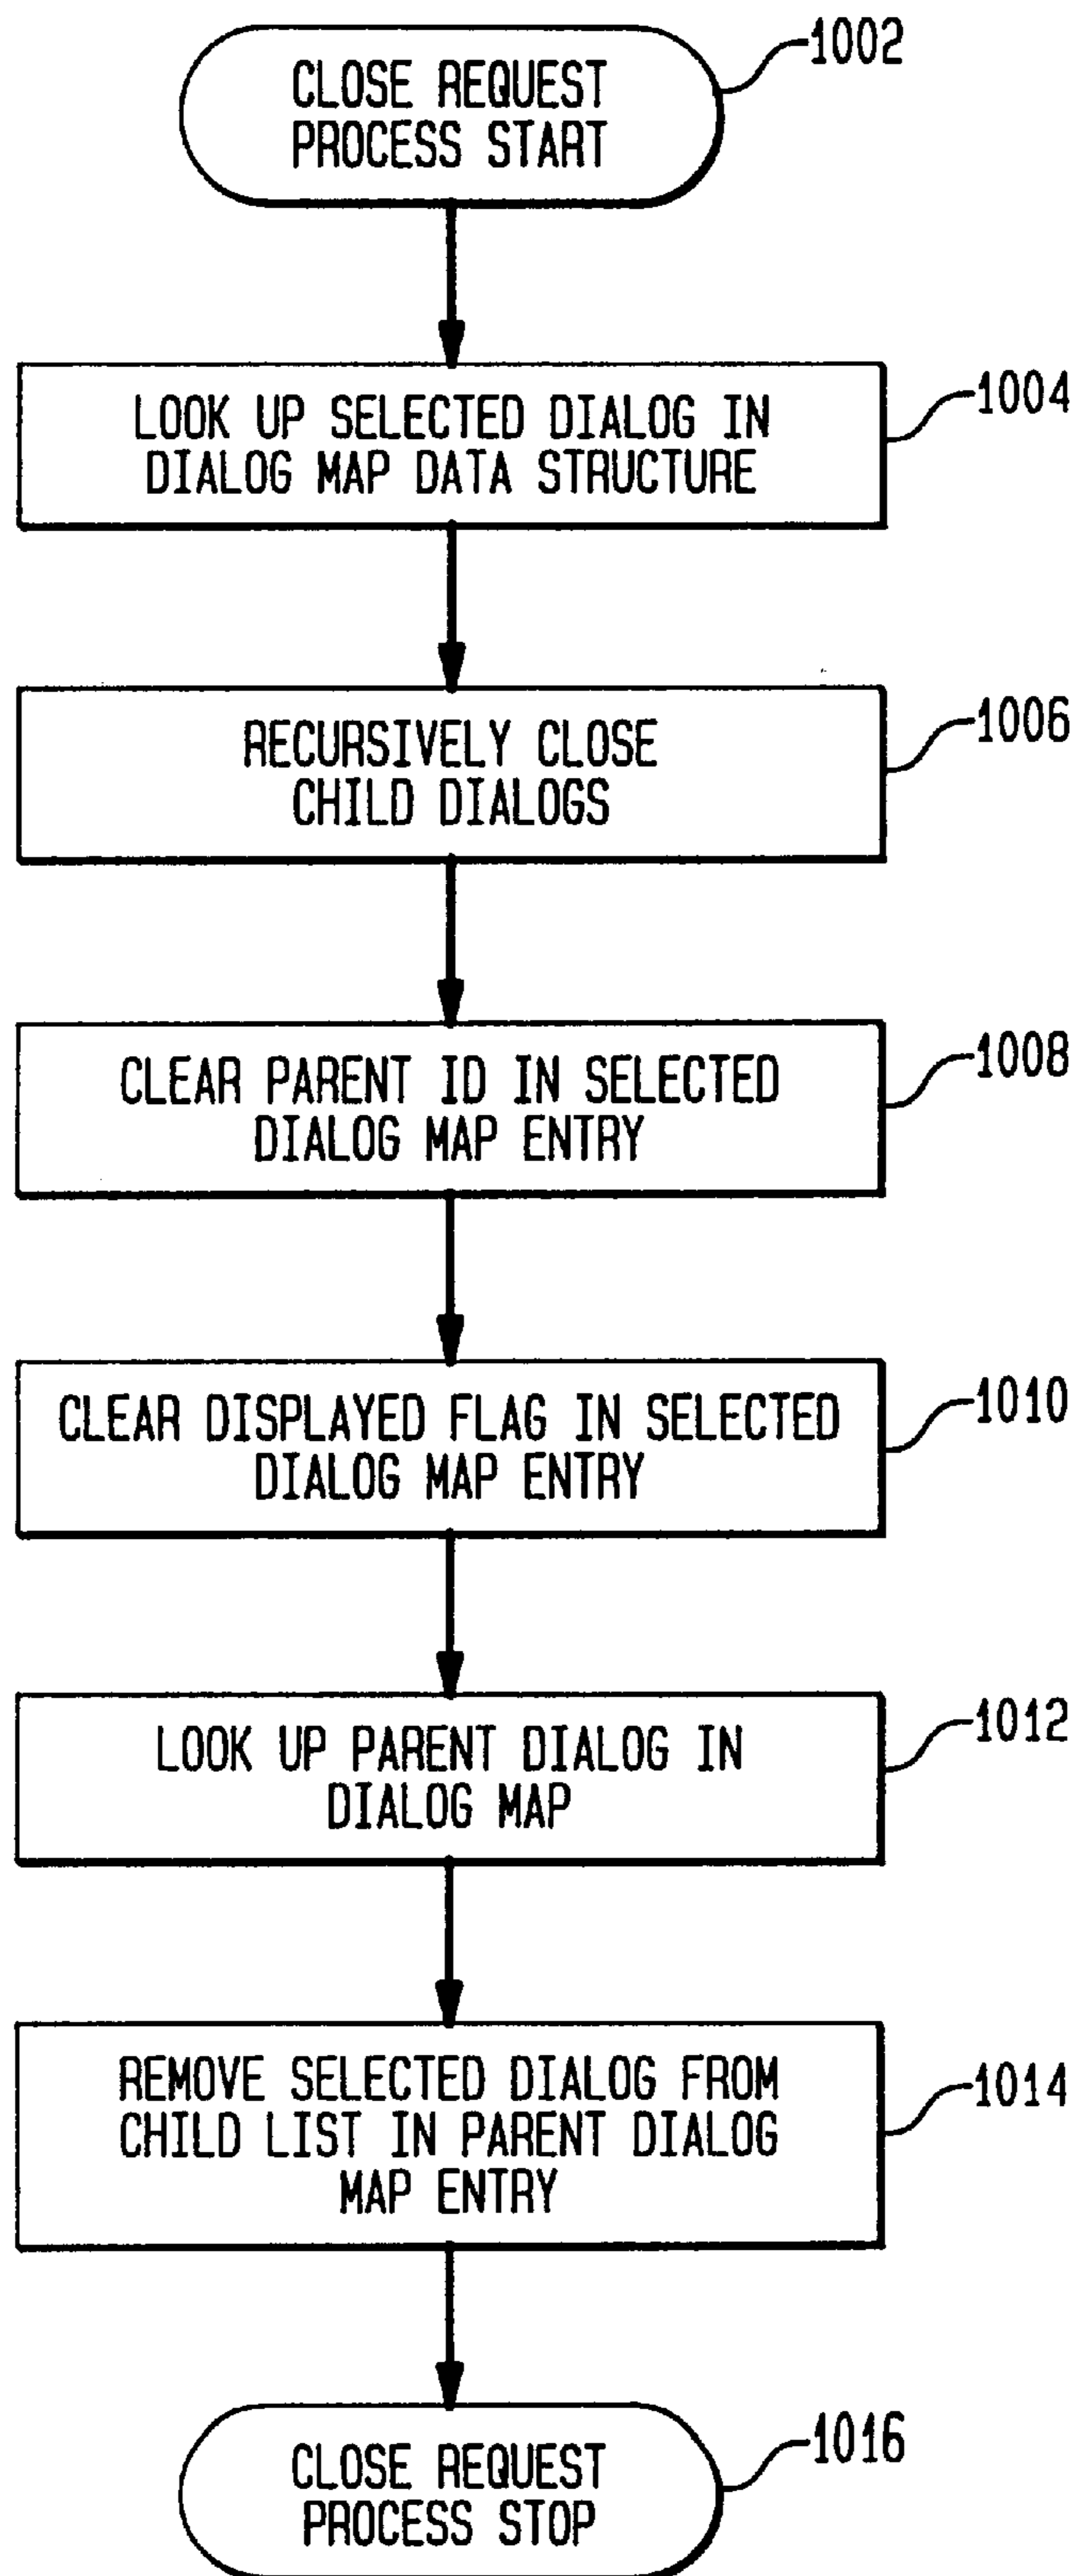 1002
CLOSE REQUEST
PROCESS START
1004
LOOK UP SELECTED DIALOG IN
DIALOG MAP DATA STRUCTURE
1006
RECURSIVELY CLOSE
CHILD DIALOGS
1008
CLEAR PARENT ID IN SELECTED
DIALOG MAP ENTRY
1010
CLEAR DISPLAYED FLAG IN SELECTED
DIALOG MAP ENTRY
1012
LOOK UP PARENT DIALOG IN
DIALOG MAP
1014
REMOVE SELECTED DIALOG FROM
CHILD LIST IN PARENT DIALOG
MAP ENTRY
1016
CLOSE REQUEST
PROCESS STOP